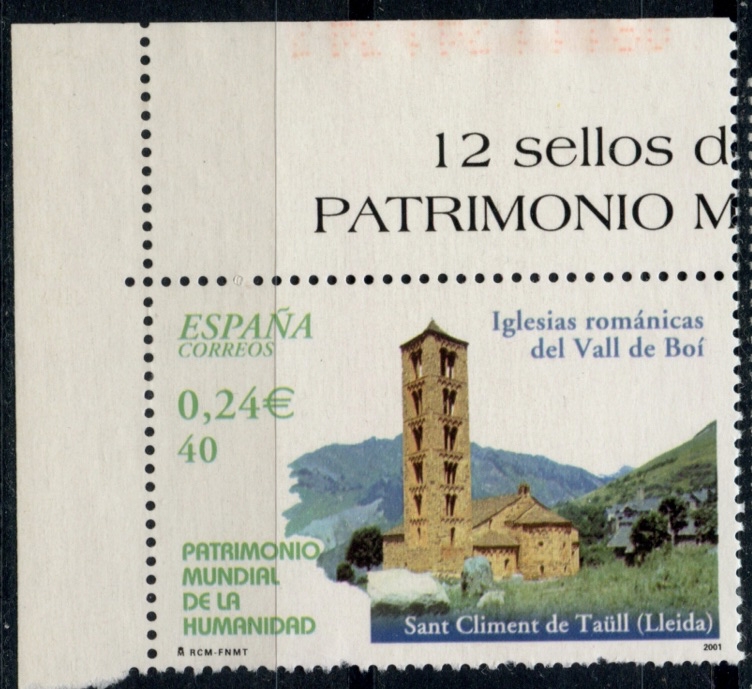 12 sellos d
PATRIMONIO M
ESPAÑA
CORREOS
0,24€
40
Iglesias románicas
del Vall de Boí
PATRIMONIO
MUNDIAL
DE LA
HUMANIDAD
Sant Climent de Taüll (Lleida)
RCM-FNMT
2001